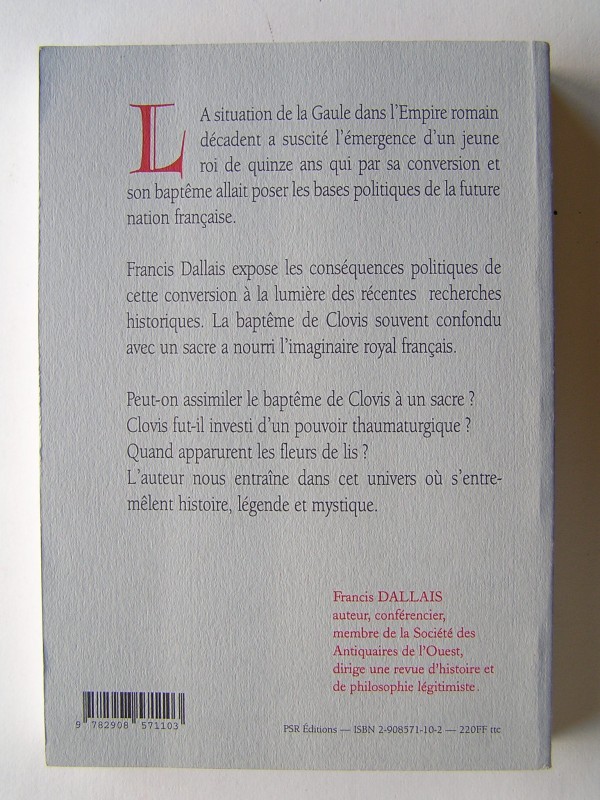 LA situation de la Gaule dans l'Empire romain
décadent a suscité l'émergence d'un jeune
roi de quinze ans qui par sa conversion et
son baptême allait poser les bases politiques de la future
nation française.
Francis Dallais expose les conséquences politiques de
cette conversion à la lumière des récentes recherches
historiques. La baptême de Clovis souvent confondu
avec un sacre a nourri l'imaginaire royal français.
Peut-on assimiler le baptême de Clovis à un sacre ?
Clovis fut-il investi d'un pouvoir thaumaturgique ?
Quand apparurent les fleurs de lis ?
L'auteur nous entraîne dans cet univers où s'entre-
mêlent histoire, légende et mystique.
Francis DALLAIS
auteur, conférencier,
membre de la Société des
Antiquaires de l'Ouest,
dirige une revue d'histoire et
de philosophie légitimiste.
9 782908 571103
PSR Éditions — ISBN 2-908571-10-2 — 220FF ttc